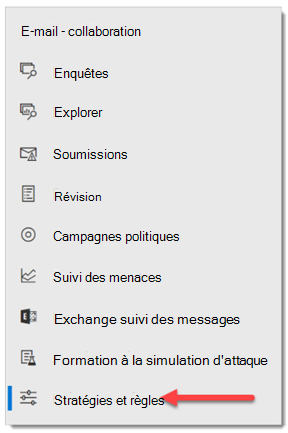 E-mail - collaboration
Enquêtes
Explorer
Soumissions
Révision
Campagnes politiques
Suivi des menaces
Exchange suivi des messages
Formation à la simulation d'attaque
Stratégies et règles